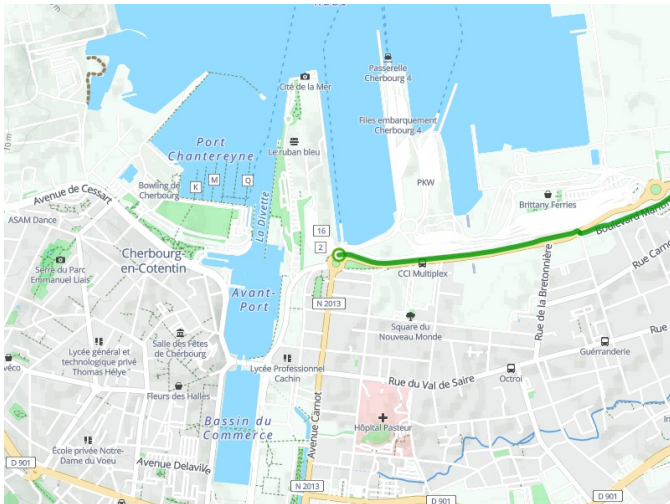 Rade
Passerelle
Cherbourg 4
Cité de la Mer
Files embarquement
Cherbourg 4
10 m
Port
Chantereyne
Le ruban bleu
M
K
Q
PKW
Avenue de Cessart
Bowling de
Cherbourg
La Divette
Brittany Ferries
ASAM Dance
16
2
Cherbourg-
en-Cotentin
Serre du Parc
Emmanuel Liais
CCI Multiplex
Rue de la Bretonnière
Rue Carnot
Avant-
Port
N 2013
N 2013
Square du
Nouveau Monde
Salle des Fêtes
de Cherbourg
Lycée général et
technologique privé
Thomas Hélye
Guérranderie
Lycée Professionnel
Cachin
Octroi
Rue du Val de Saire
Fleurs des Halles
Avenue Carnot
Bassin du
Commerce
Hôpital Pasteur
École privée Notre-
Dame du Voeu
Avenue Delaville
D 901
D 901
D 901